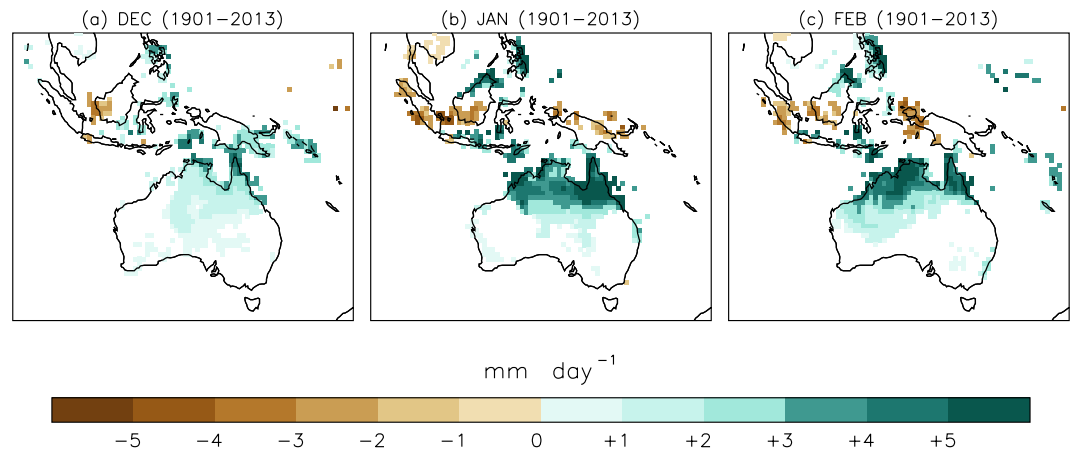 (a) DEC (1901−2013)
(b) JAN (1901−2013)
(c) FEB (1901−2013)
mm day⁻¹
−5 −4 −3 −2 −1 0 +1 +2 +3 +4 +5